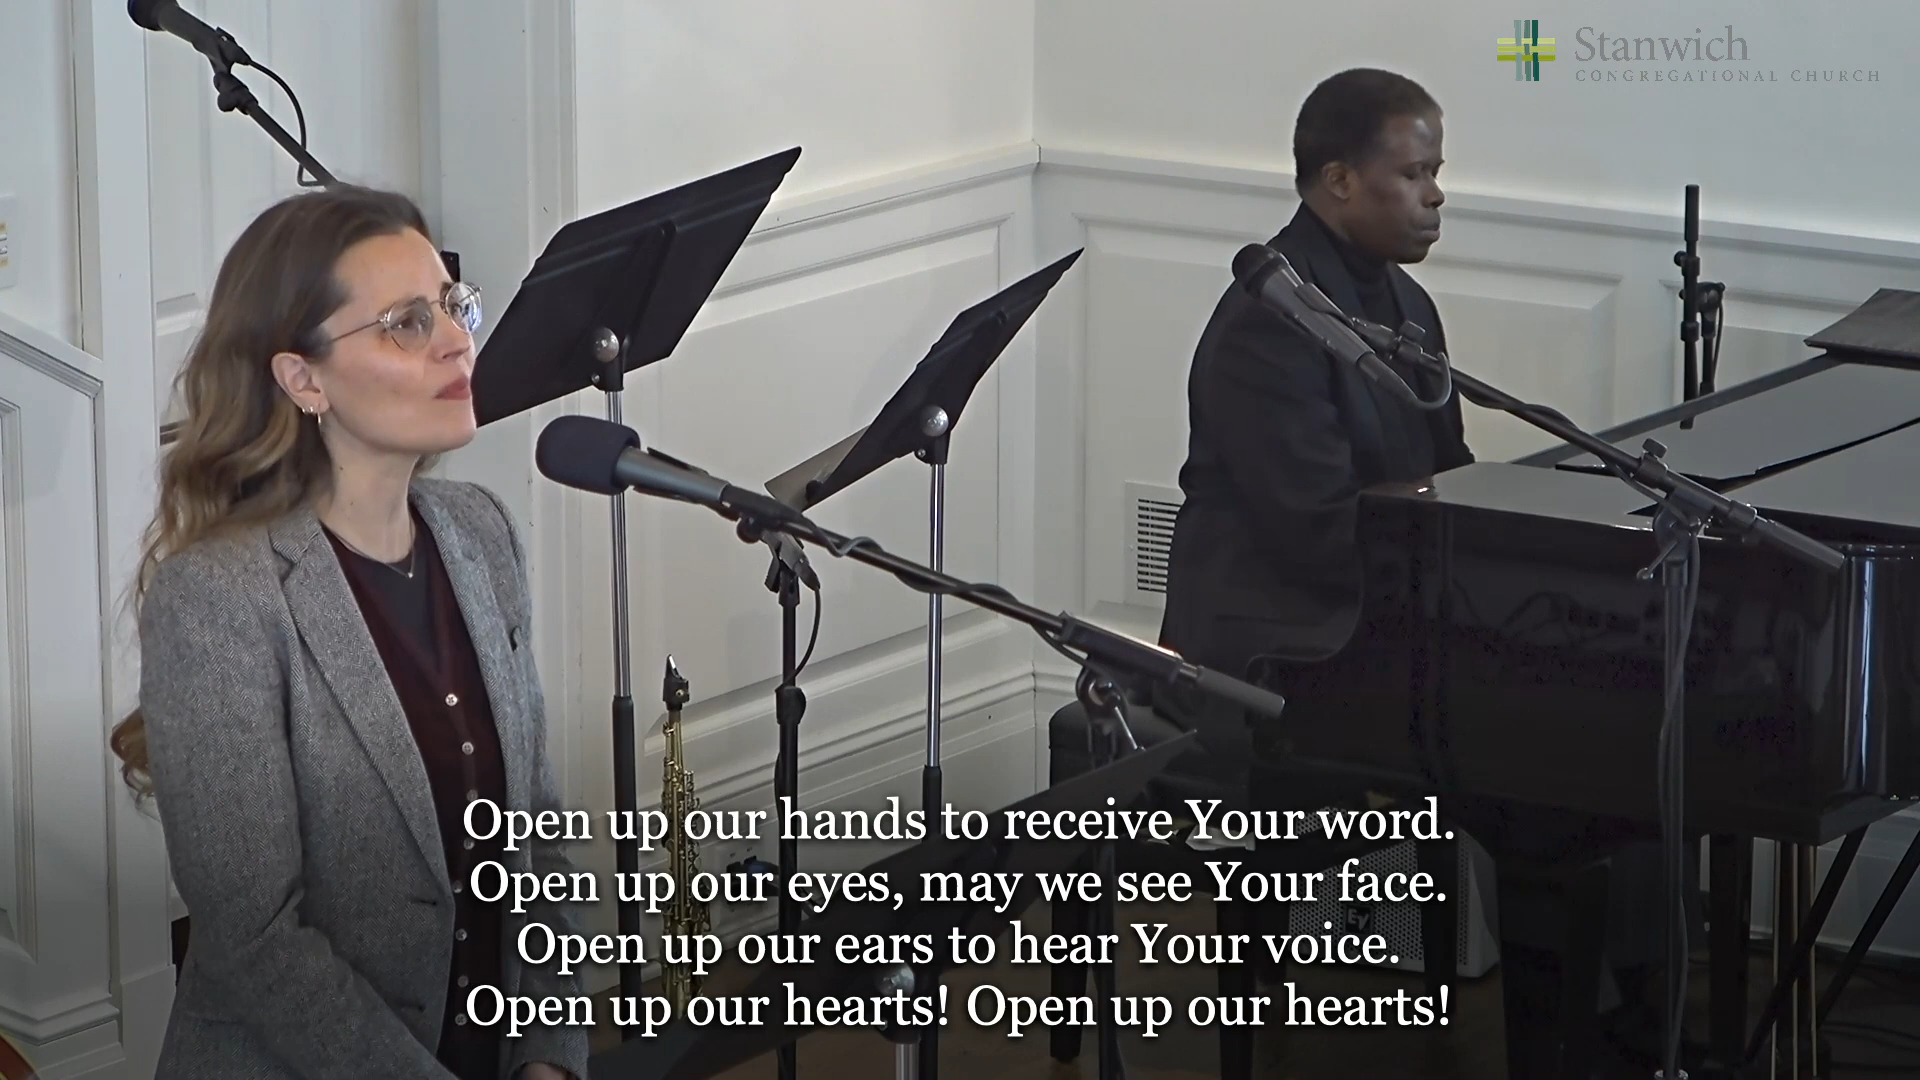 Stanwich
CONGREGATIONAL CHURCH
Open up our hands to receive Your word.
Open up our eyes, may we see Your face.
Open up our ears to hear Your voice.
Open up our hearts! Open up our hearts!
EV